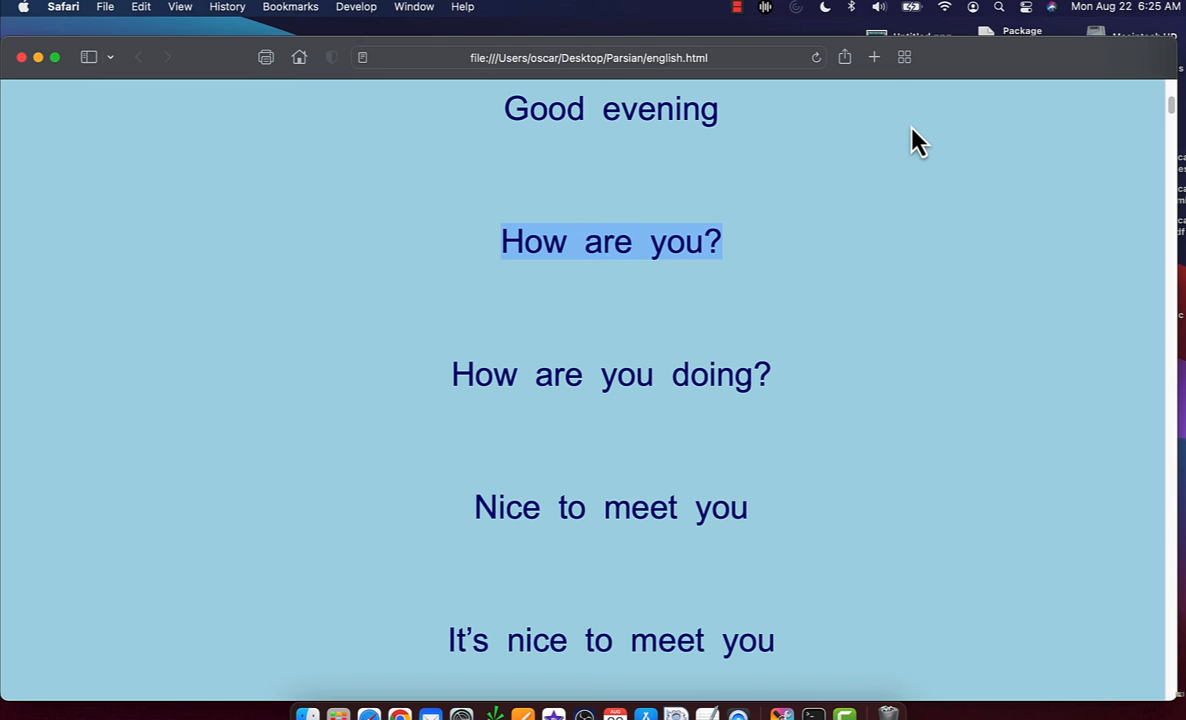 Safari File Edit View History Bookmarks Develop Window Help Mon Aug 22 6:25 AM
Package
file:///Users/oscar/Desktop/Parsian/english.html
Good evening
How are you?
How are you doing?
Nice to meet you
It’s nice to meet you
AUG